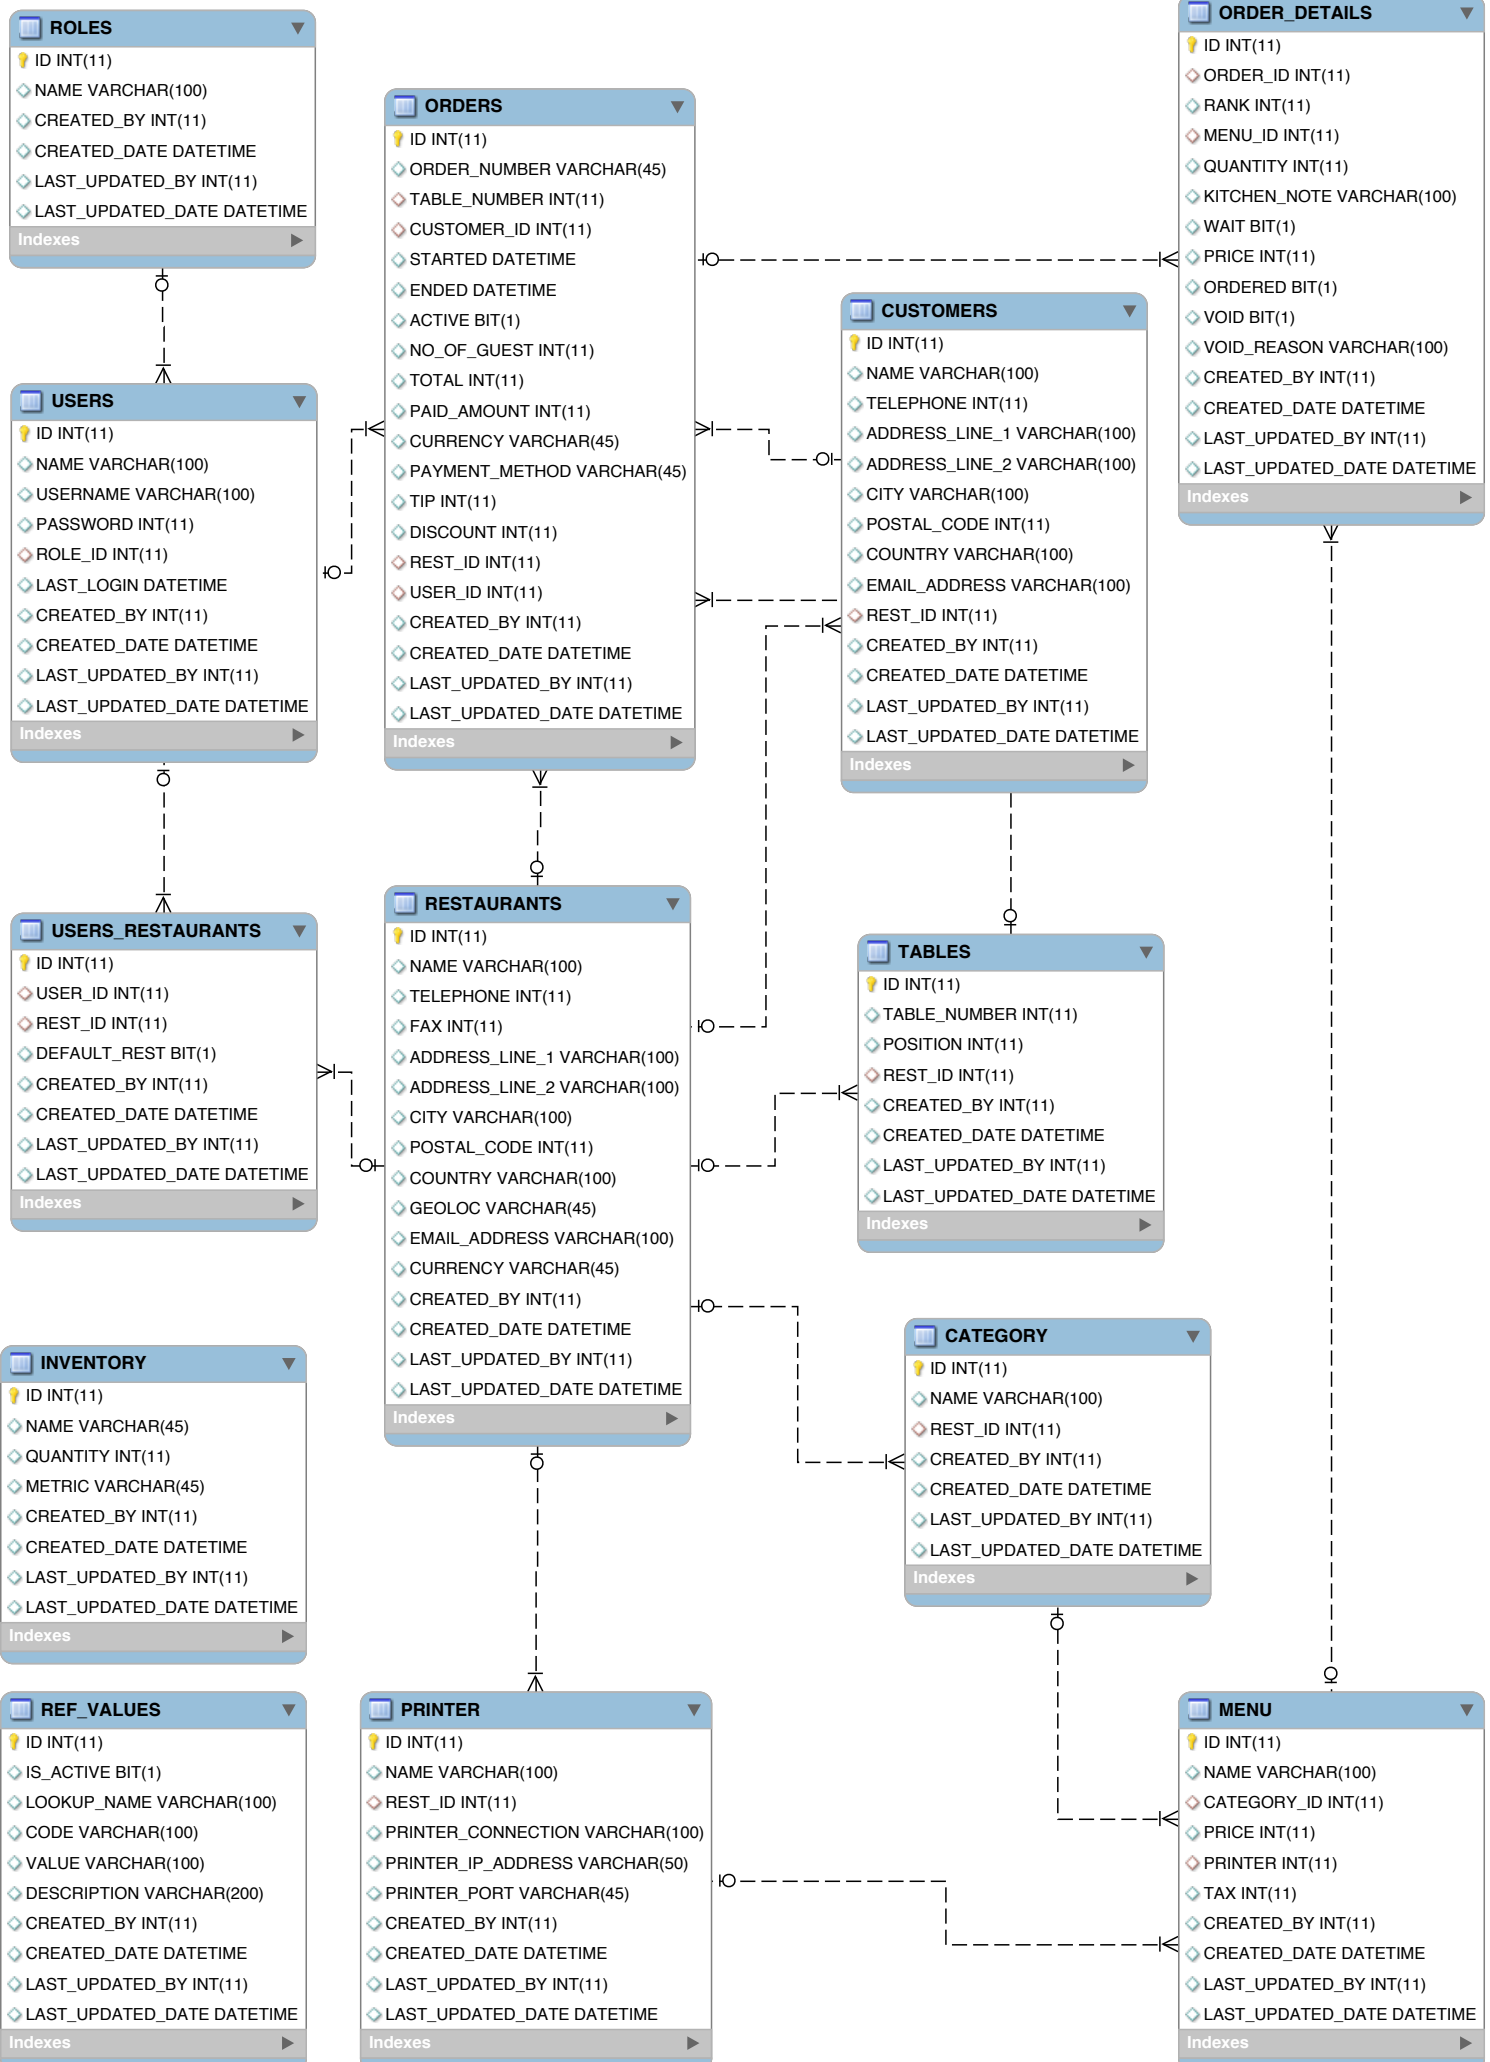 ROLES
ID INT(11)
NAME VARCHAR(100)
CREATED_BY INT(11)
CREATED_DATE DATETIME
LAST_UPDATED_BY INT(11)
LAST_UPDATED_DATE DATETIME
Indexes
ORDERS
ID INT(11)
ORDER_NUMBER VARCHAR(45)
TABLE_NUMBER INT(11)
CUSTOMER_ID INT(11)
STARTED DATETIME
ENDED DATETIME
ACTIVE BIT(1)
NO_OF_GUEST INT(11)
TOTAL INT(11)
PAID_AMOUNT INT(11)
CURRENCY VARCHAR(45)
PAYMENT_METHOD VARCHAR(45)
TIP INT(11)
DISCOUNT INT(11)
REST_ID INT(11)
USER_ID INT(11)
CREATED_BY INT(11)
CREATED_DATE DATETIME
LAST_UPDATED_BY INT(11)
LAST_UPDATED_DATE DATETIME
Indexes
ORDER_DETAILS
ID INT(11)
ORDER_ID INT(11)
RANK INT(11)
MENU_ID INT(11)
QUANTITY INT(11)
KITCHEN_NOTE VARCHAR(100)
WAIT BIT(1)
PRICE INT(11)
ORDERED BIT(1)
VOID BIT(1)
VOID_REASON VARCHAR(100)
CREATED_BY INT(11)
CREATED_DATE DATETIME
LAST_UPDATED_BY INT(11)
LAST_UPDATED_DATE DATETIME
Indexes
CUSTOMERS
ID INT(11)
NAME VARCHAR(100)
TELEPHONE INT(11)
ADDRESS_LINE_1 VARCHAR(100)
ADDRESS_LINE_2 VARCHAR(100)
CITY VARCHAR(100)
POSTAL_CODE INT(11)
COUNTRY VARCHAR(100)
EMAIL_ADDRESS VARCHAR(100)
REST_ID INT(11)
CREATED_BY INT(11)
CREATED_DATE DATETIME
LAST_UPDATED_BY INT(11)
LAST_UPDATED_DATE DATETIME
Indexes
USERS
ID INT(11)
NAME VARCHAR(100)
USERNAME VARCHAR(100)
PASSWORD INT(11)
ROLE_ID INT(11)
LAST_LOGIN DATETIME
CREATED_BY INT(11)
CREATED_DATE DATETIME
LAST_UPDATED_BY INT(11)
LAST_UPDATED_DATE DATETIME
Indexes
USERS_RESTAURANTS
ID INT(11)
USER_ID INT(11)
REST_ID INT(11)
DEFAULT_REST BIT(1)
CREATED_BY INT(11)
CREATED_DATE DATETIME
LAST_UPDATED_BY INT(11)
LAST_UPDATED_DATE DATETIME
Indexes
RESTAURANTS
ID INT(11)
NAME VARCHAR(100)
TELEPHONE INT(11)
FAX INT(11)
ADDRESS_LINE_1 VARCHAR(100)
ADDRESS_LINE_2 VARCHAR(100)
CITY VARCHAR(100)
POSTAL_CODE INT(11)
COUNTRY VARCHAR(100)
GEOLOC VARCHAR(45)
EMAIL_ADDRESS VARCHAR(100)
CURRENCY VARCHAR(45)
CREATED_BY INT(11)
CREATED_DATE DATETIME
LAST_UPDATED_BY INT(11)
LAST_UPDATED_DATE DATETIME
Indexes
TABLES
ID INT(11)
TABLE_NUMBER INT(11)
POSITION INT(11)
REST_ID INT(11)
CREATED_BY INT(11)
CREATED_DATE DATETIME
LAST_UPDATED_BY INT(11)
LAST_UPDATED_DATE DATETIME
Indexes
CATEGORY
ID INT(11)
NAME VARCHAR(100)
REST_ID INT(11)
CREATED_BY INT(11)
CREATED_DATE DATETIME
LAST_UPDATED_BY INT(11)
LAST_UPDATED_DATE DATETIME
Indexes
INVENTORY
ID INT(11)
NAME VARCHAR(45)
QUANTITY INT(11)
METRIC VARCHAR(45)
CREATED_BY INT(11)
CREATED_DATE DATETIME
LAST_UPDATED_BY INT(11)
LAST_UPDATED_DATE DATETIME
Indexes
REF_VALUES
ID INT(11)
IS_ACTIVE BIT(1)
LOOKUP_NAME VARCHAR(100)
CODE VARCHAR(100)
VALUE VARCHAR(100)
DESCRIPTION VARCHAR(200)
CREATED_BY INT(11)
CREATED_DATE DATETIME
LAST_UPDATED_BY INT(11)
LAST_UPDATED_DATE DATETIME
Indexes
PRINTER
ID INT(11)
NAME VARCHAR(100)
REST_ID INT(11)
PRINTER_CONNECTION VARCHAR(100)
PRINTER_IP_ADDRESS VARCHAR(50)
PRINTER_PORT VARCHAR(45)
CREATED_BY INT(11)
CREATED_DATE DATETIME
LAST_UPDATED_BY INT(11)
LAST_UPDATED_DATE DATETIME
Indexes
MENU
ID INT(11)
NAME VARCHAR(100)
CATEGORY_ID INT(11)
PRICE INT(11)
PRINTER INT(11)
TAX INT(11)
CREATED_BY INT(11)
CREATED_DATE DATETIME
LAST_UPDATED_BY INT(11)
LAST_UPDATED_DATE DATETIME
Indexes